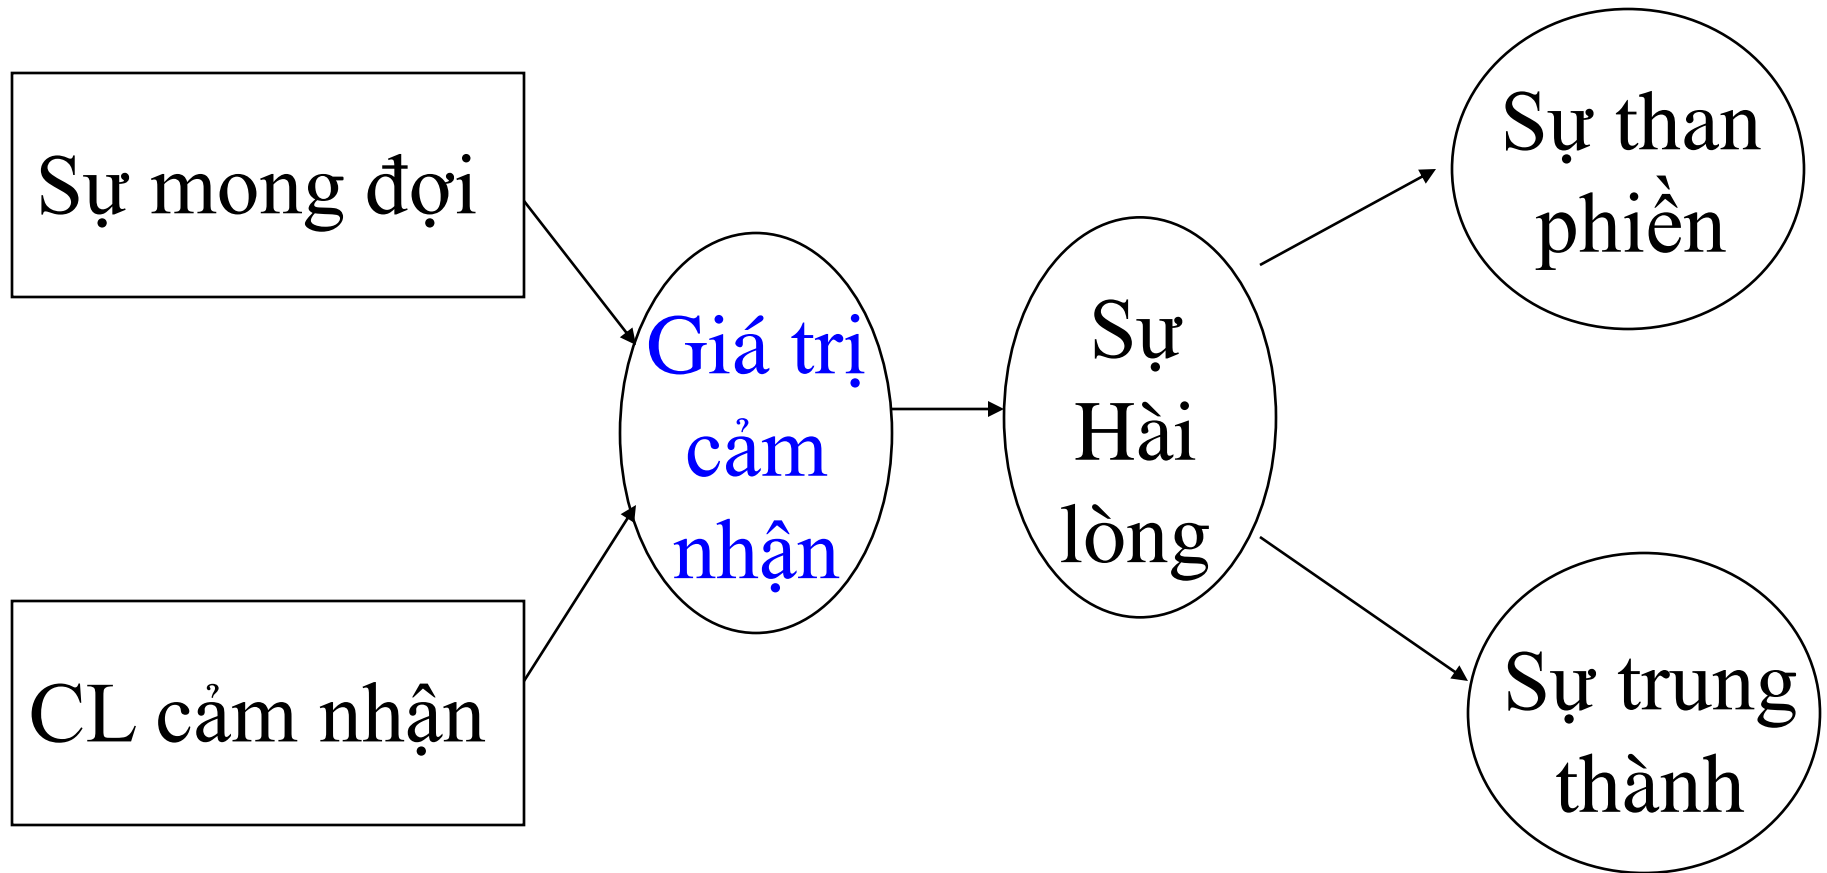 Sự mong đợi
CL cảm nhận
Giá trị
cảm
nhận
Sự
Hài
lòng
Sự than
phiền
Sự trung
thành